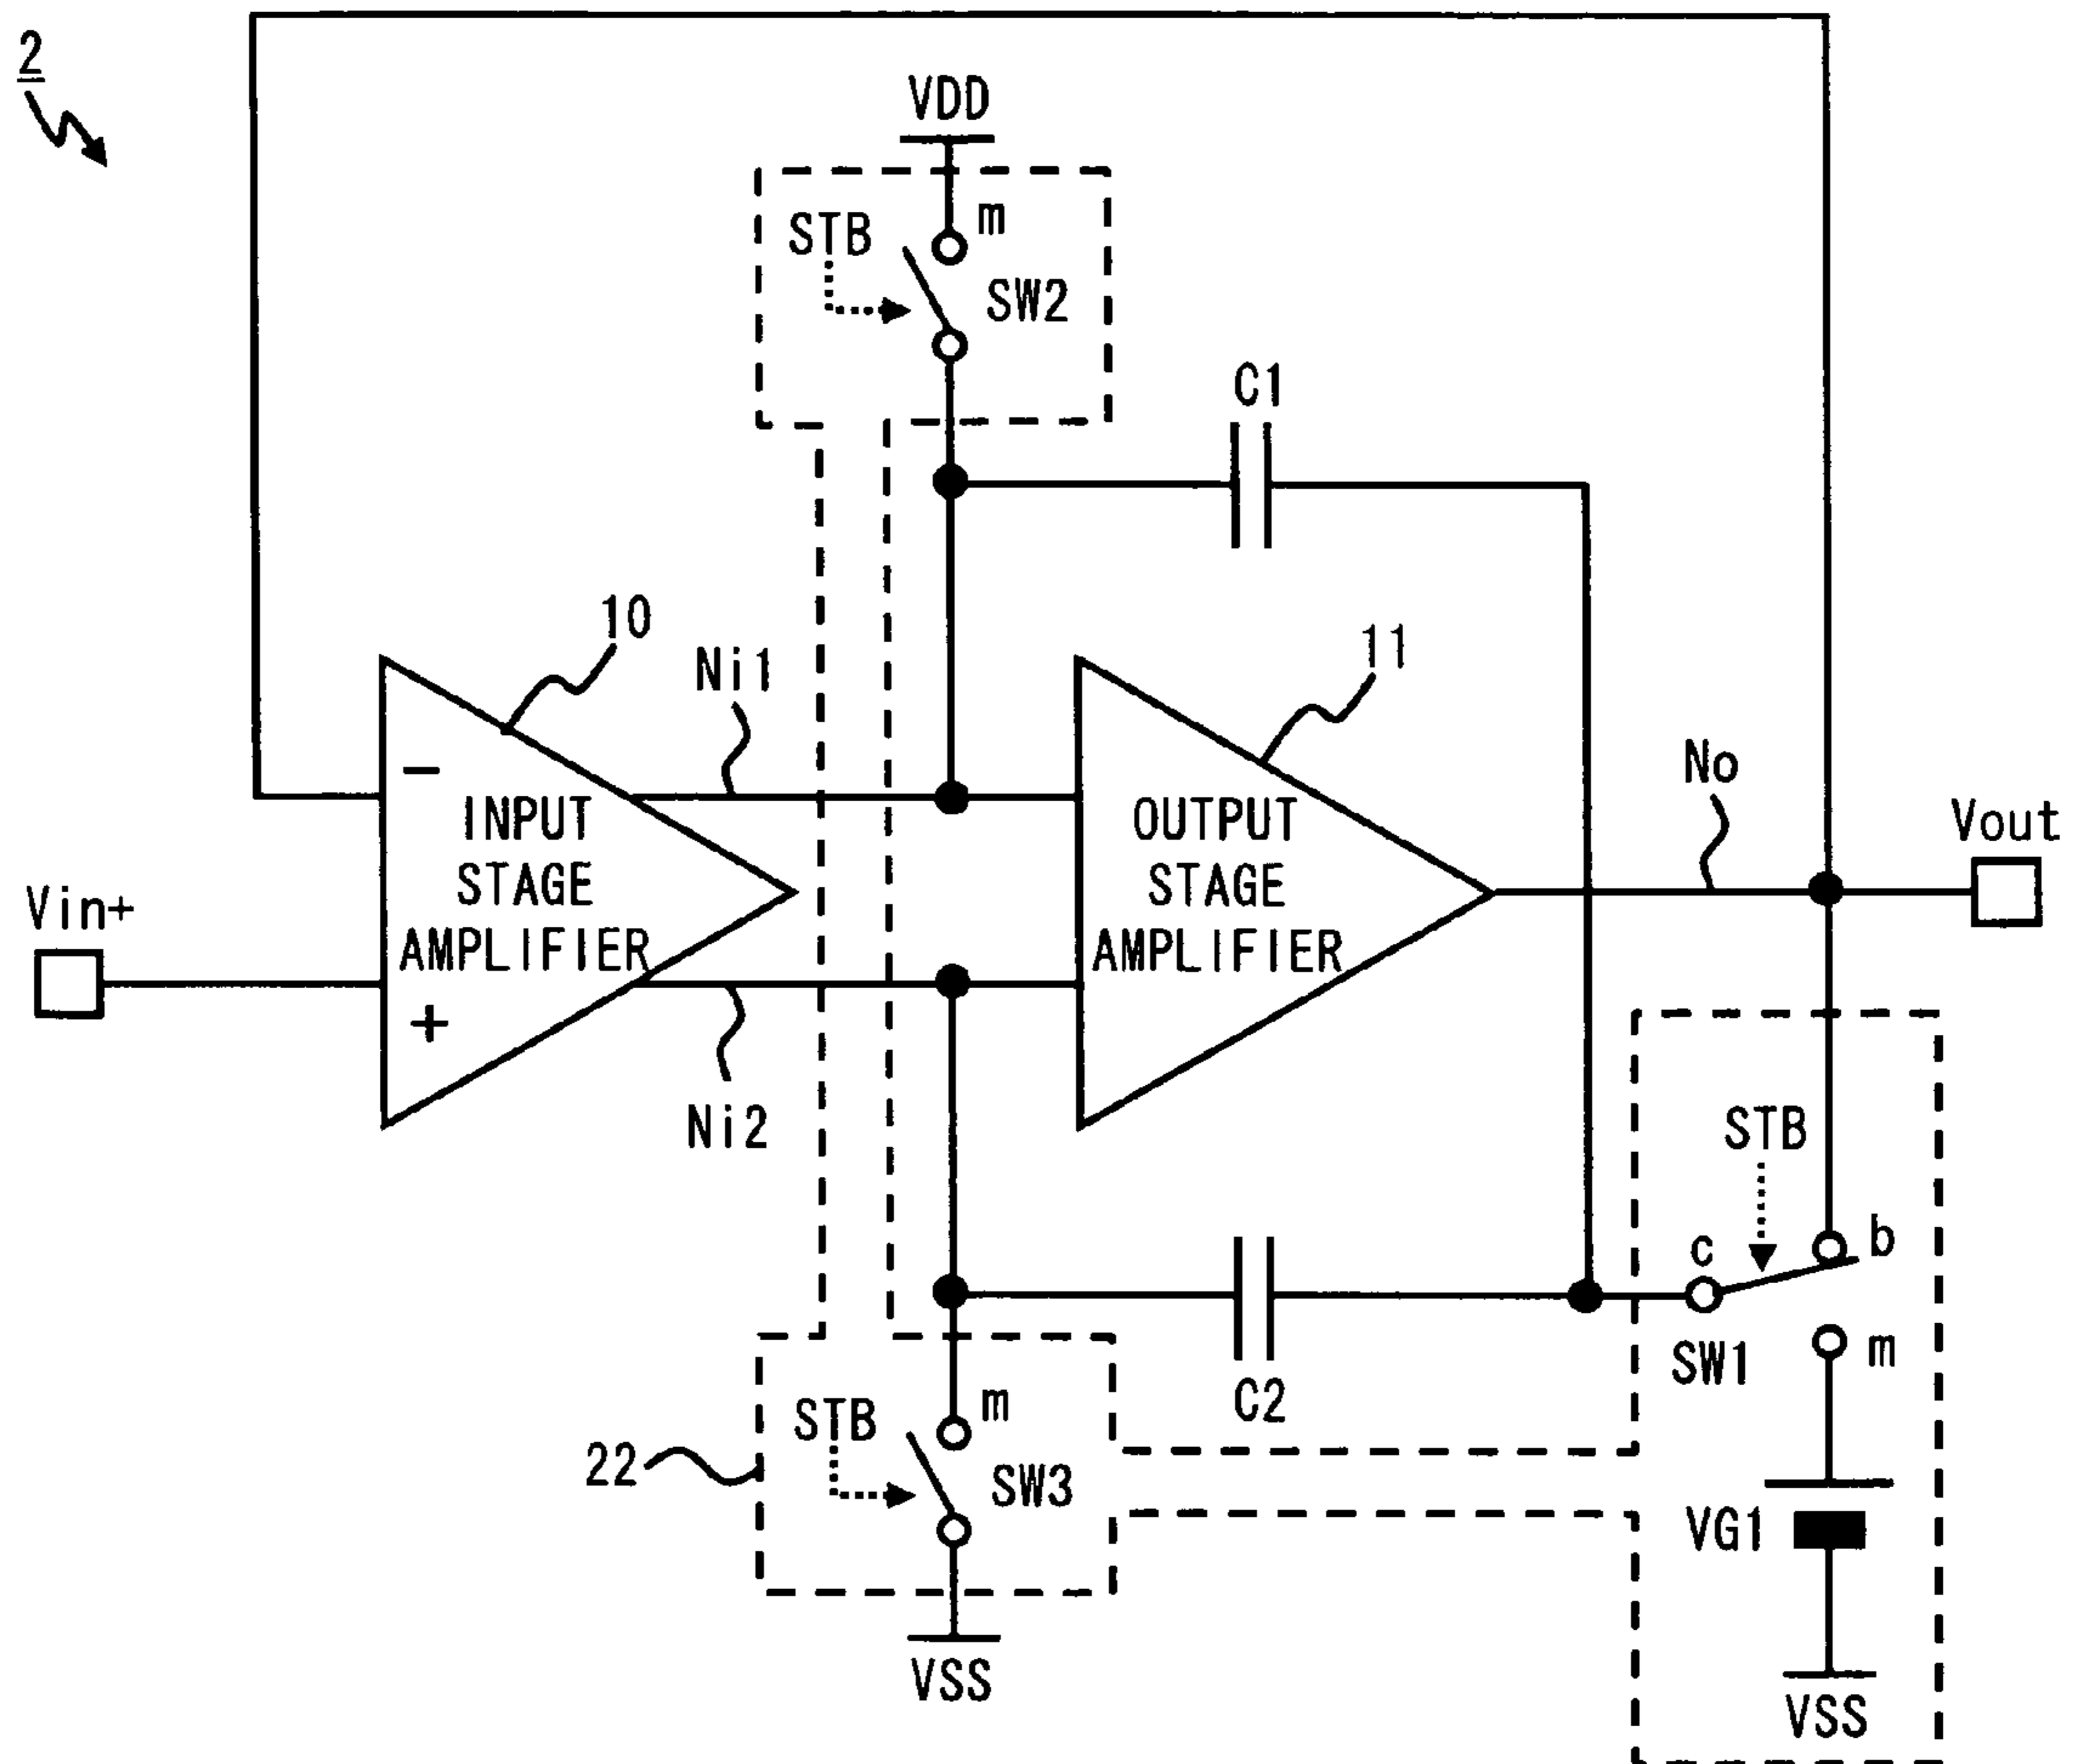 2
VDD
m
STB
SW2
C1
10
Ni1
11
−
INPUT
STAGE
AMPLIFIER
+
OUTPUT
STAGE
AMPLIFIER
No
Vout
Vin+
Ni2
STB
c
b
SW1
m
C2
STB
m
22
SW3
VG1
VSS
VSS